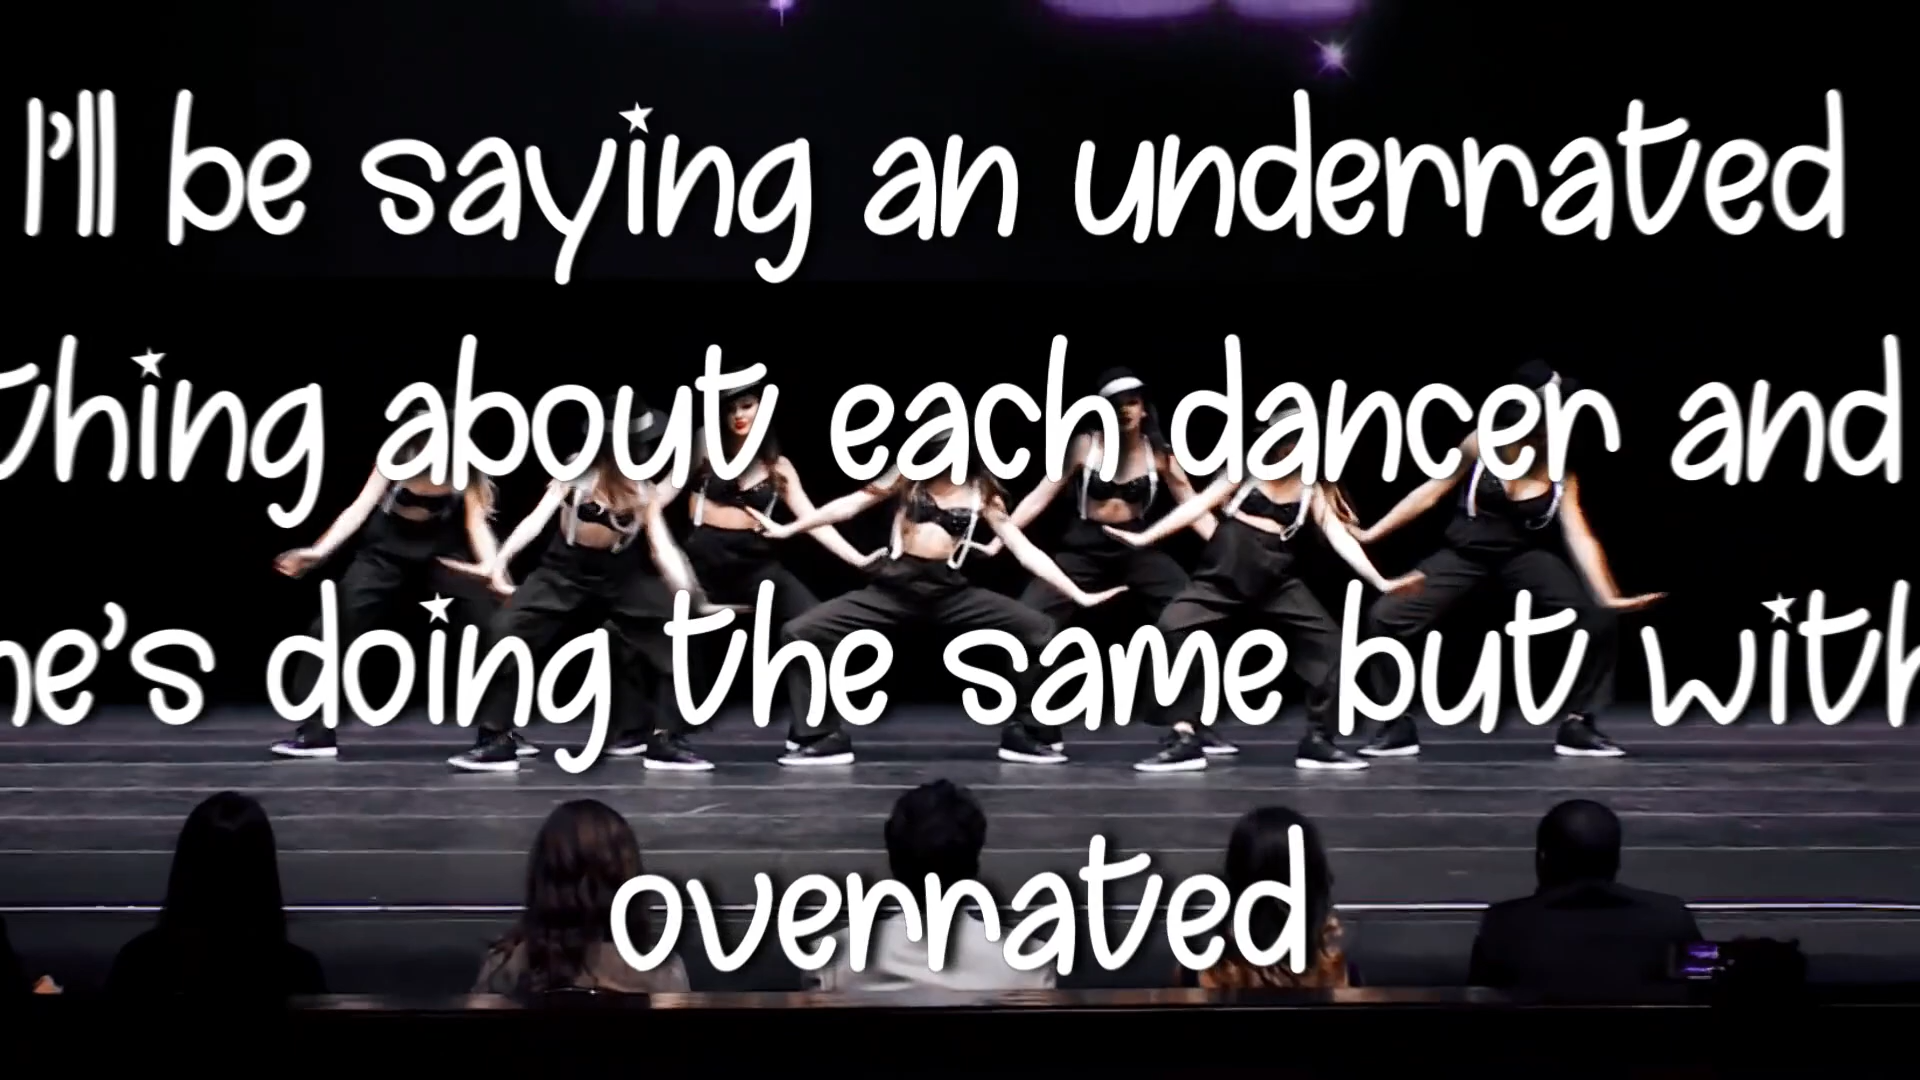 I'll be saying an underrated
thing about each dancer and
he's doing the same but with
overrated